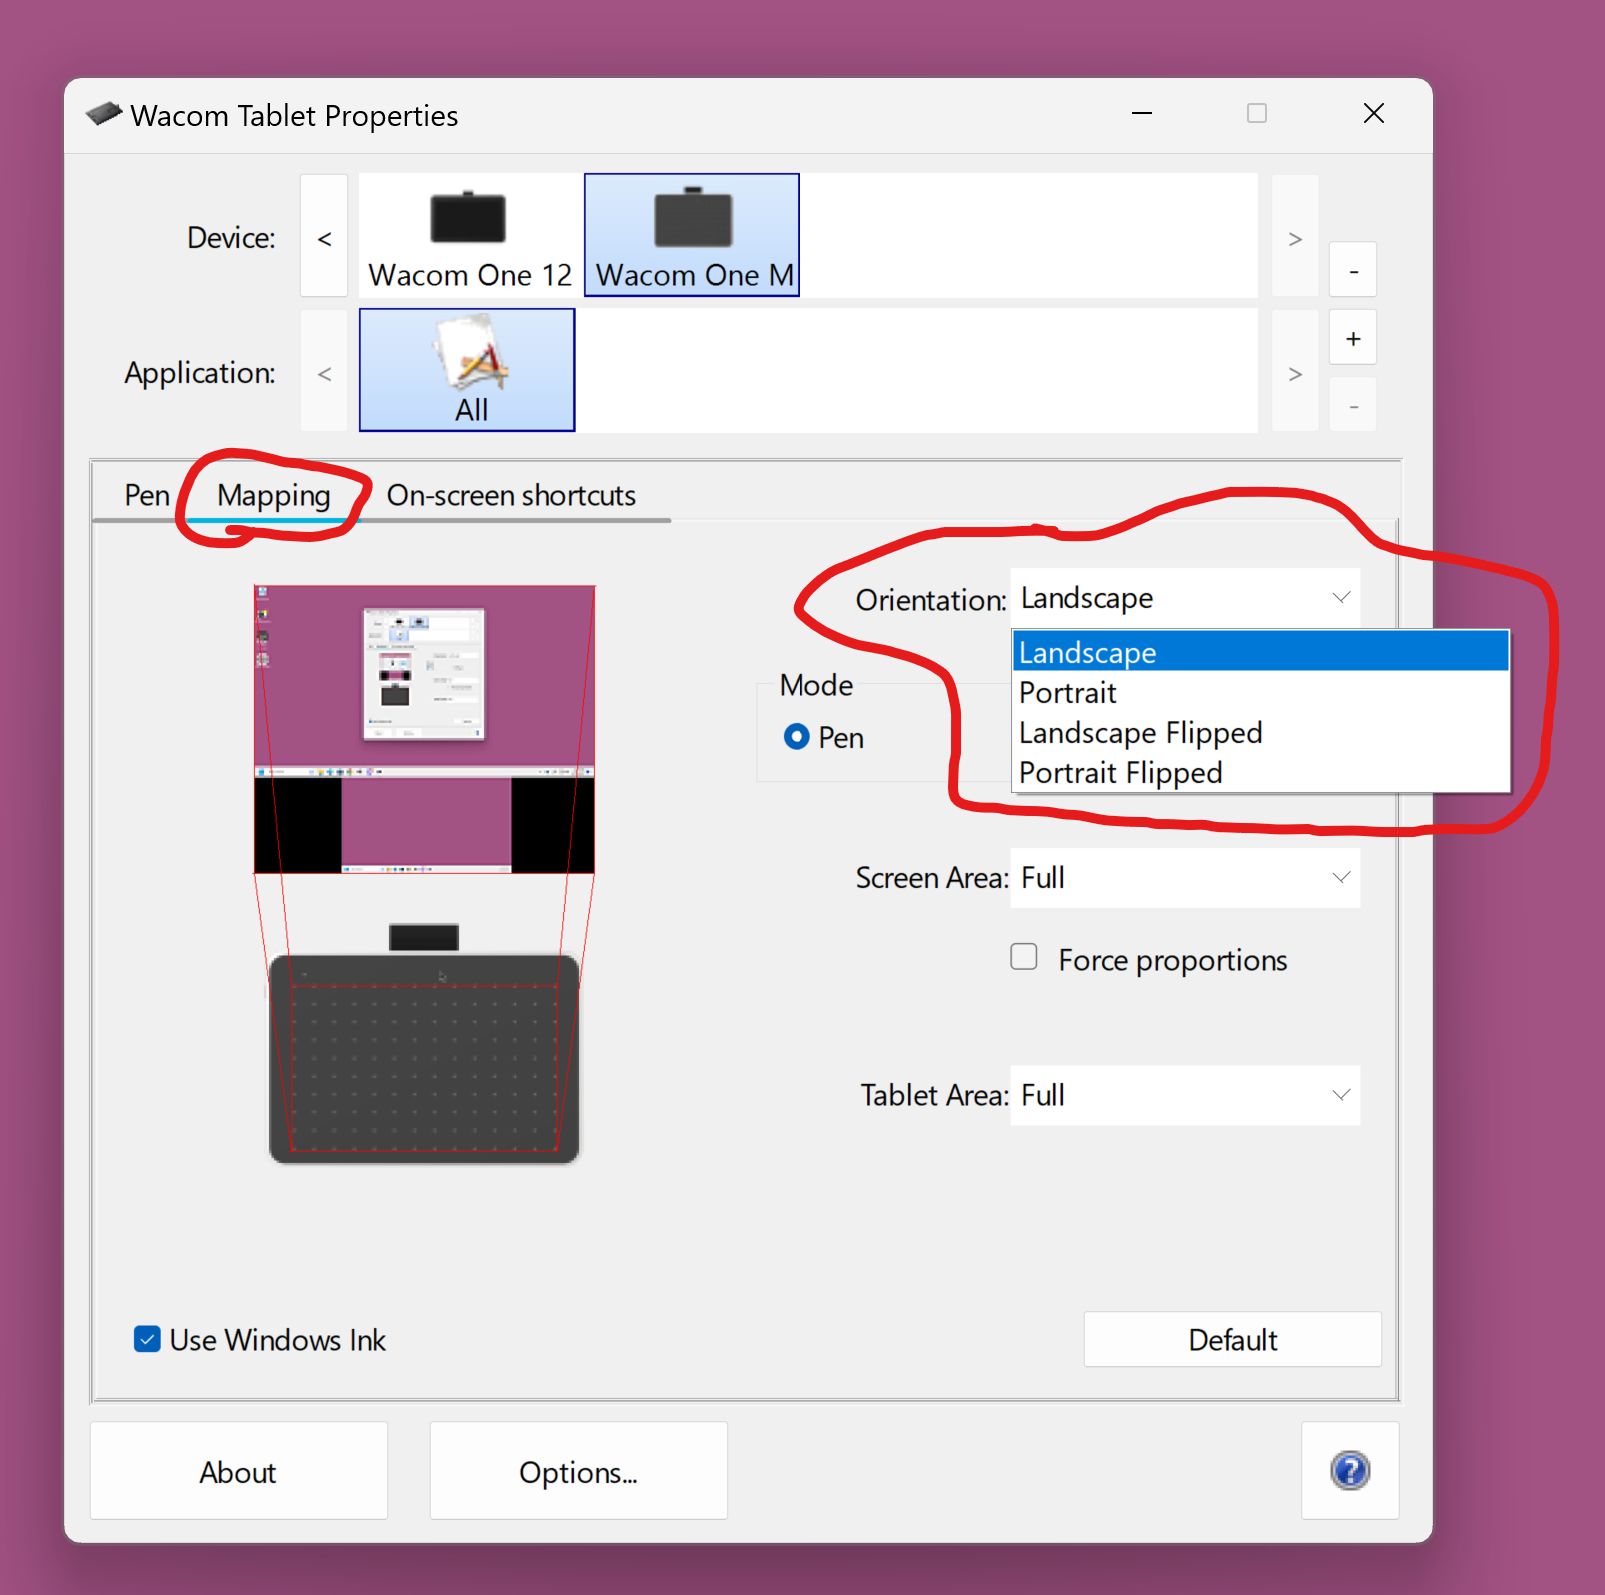 Wacom Tablet Properties
Device:
<
Wacom One 12
Wacom One M
>
-
Application:
<
All
>
+
-
Pen
Mapping
On-screen shortcuts
Orientation:
Landscape
Landscape
Portrait
Landscape Flipped
Portrait Flipped
Mode
Pen
Screen Area:
Full
Force proportions
Tablet Area:
Full
Use Windows Ink
Default
About
Options...
?